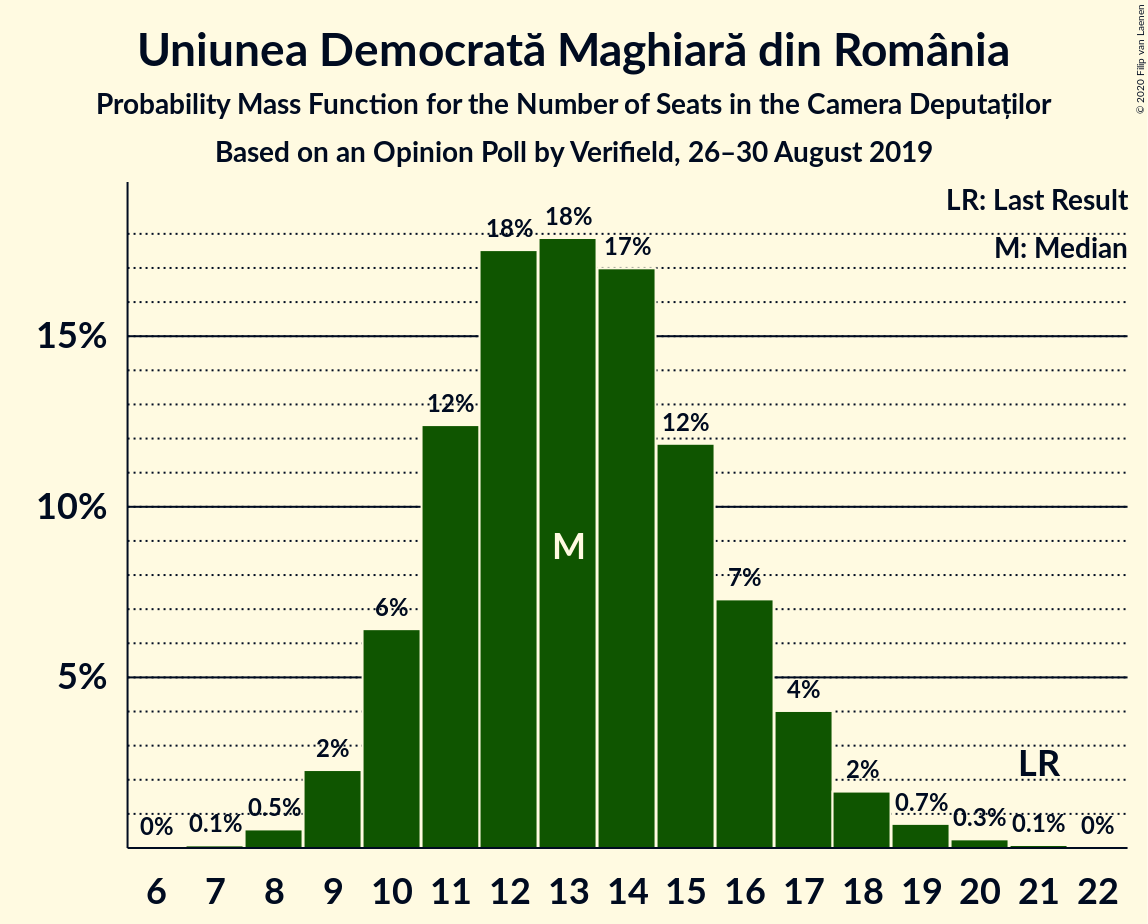 Uniunea Democrată Maghiară din România
Probability Mass Function for the Number of Seats in the Camera Deputaților
Based on an Opinion Poll by Verifield, 26–30 August 2019
© 2020 Filip van Laenen
LR: Last Result
M: Median
15%
10%
5%
0%
0.1%
0.5%
2%
6%
12%
18%
18%
17%
12%
7%
4%
2%
0.7%
0.3%
0.1%
0%
M
LR
6 7 8 9 10 11 12 13 14 15 16 17 18 19 20 21 22